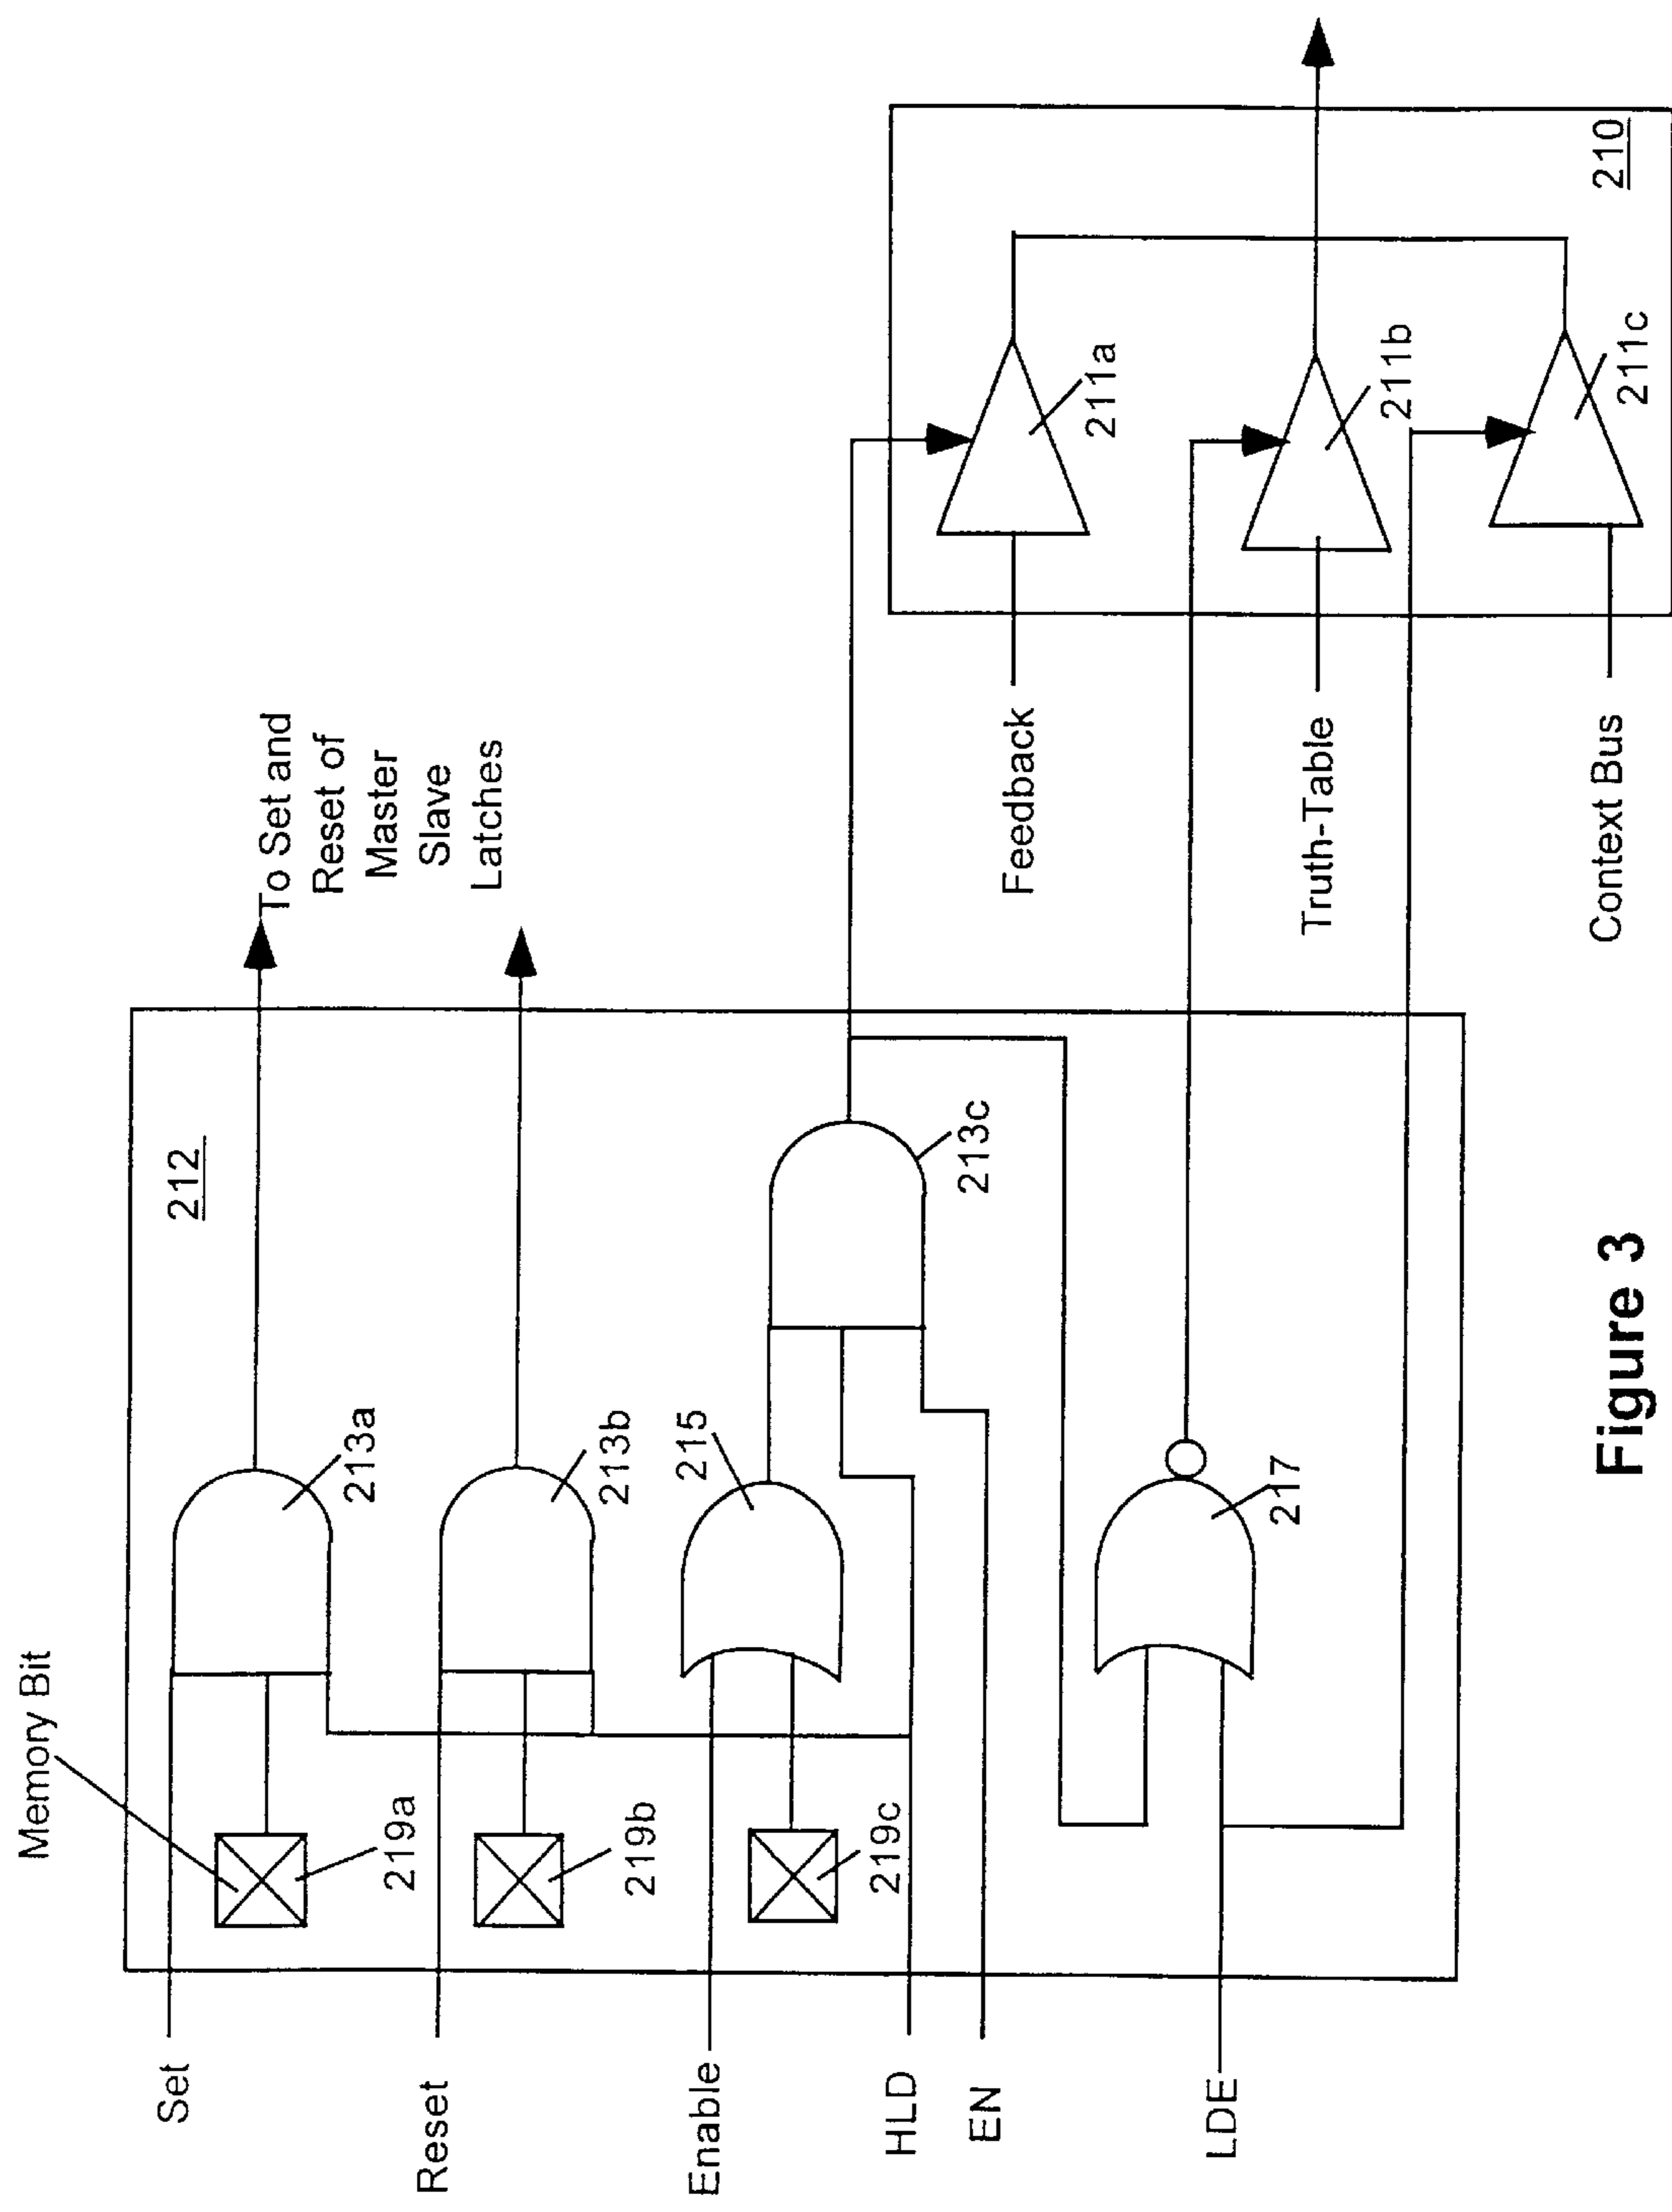 Memory Bit
212
To Set and
Reset of
Master
Slave
Latches
Set
219a
213a
Reset
219b
213b
Enable
219c
215
213c
HLD
EN
LDE
217
Feedback
211a
Truth-Table
211b
Context Bus
211c
210
Figure 3